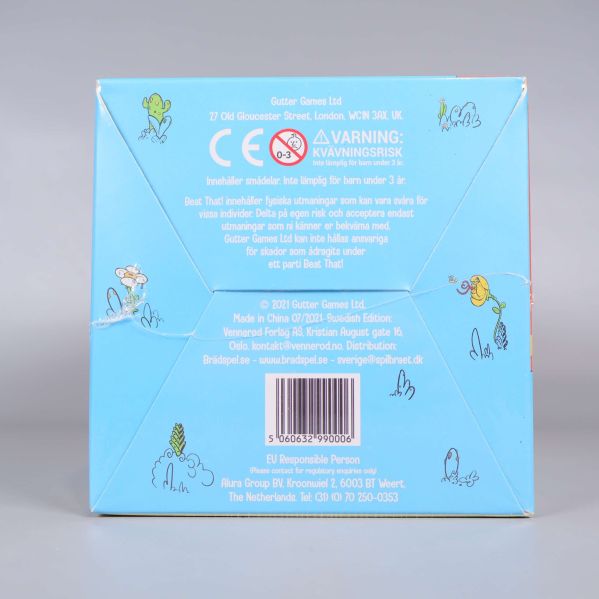 Gutter Games Ltd
27 Old Gloucester Street, London, WC1N 3AX, UK.
CE 0-3 VARNING:
KVÄVNINGSRISK
Inte lämplig för barn under 3 år.
Innehåller smådelar. Inte lämplig för barn under 3 år.
Beat That! innehåller fysiska utmaningar som kan vara svåra för
vissa individer. Delta på egen risk och acceptera endast
utmaningar som ni känner er bekväma med.
Gutter Games Ltd kan inte hållas ansvariga
för skador som ådragits under
ett parti Beat That!
© 2021 Gutter Games Ltd.
Made in China 07/2021 Swedish Edition:
Vennerød Forlag AS, Kristian August gate 16,
Oslo. kontakt@vennerod.no. Distribution:
Brädspel.se - www.bradspel.se - sverige@spilbraet.dk
5 060632 990006
EU Responsible Person
(Please contact for regulatory enquiries only)
Alura Group BV, Kroonwiel 2, 6003 BT Weert,
The Netherlands. Tel: (31) (0) 70 250-0353